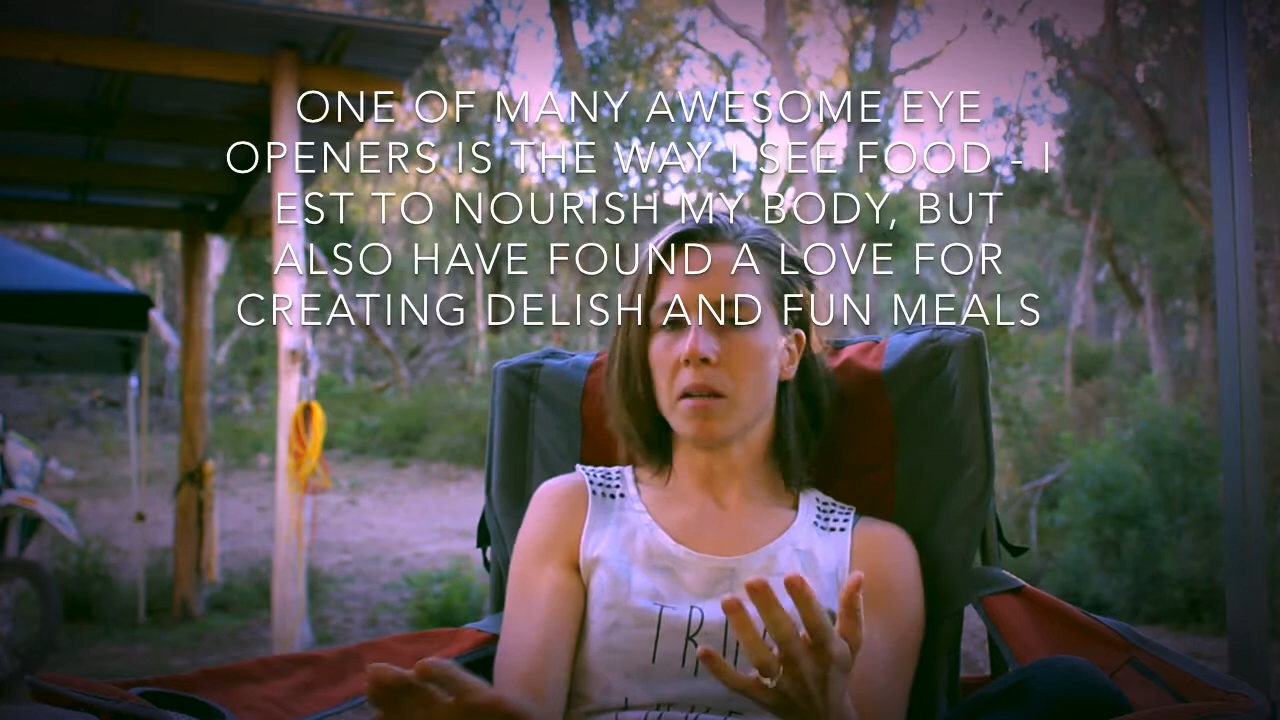 ONE OF MANY AWESOME EYE
OPENERS IS THE WAY I SEE FOOD - I
EST TO NOURISH MY BODY, BUT
ALSO HAVE FOUND A LOVE FOR
CREATING DELISH AND FUN MEALS